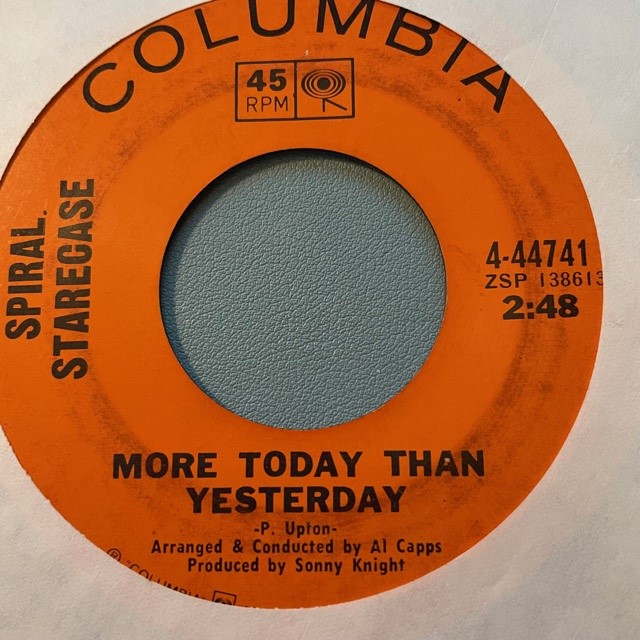 COLUMBIA
45
RPM
SPIRAL
STARECASE
4-44741
ZSP 138613
2:48
MORE TODAY THAN
YESTERDAY
-P. Upton-
Arranged & Conducted by Al Capps
Produced by Sonny Knight
® "COLUMBIA"